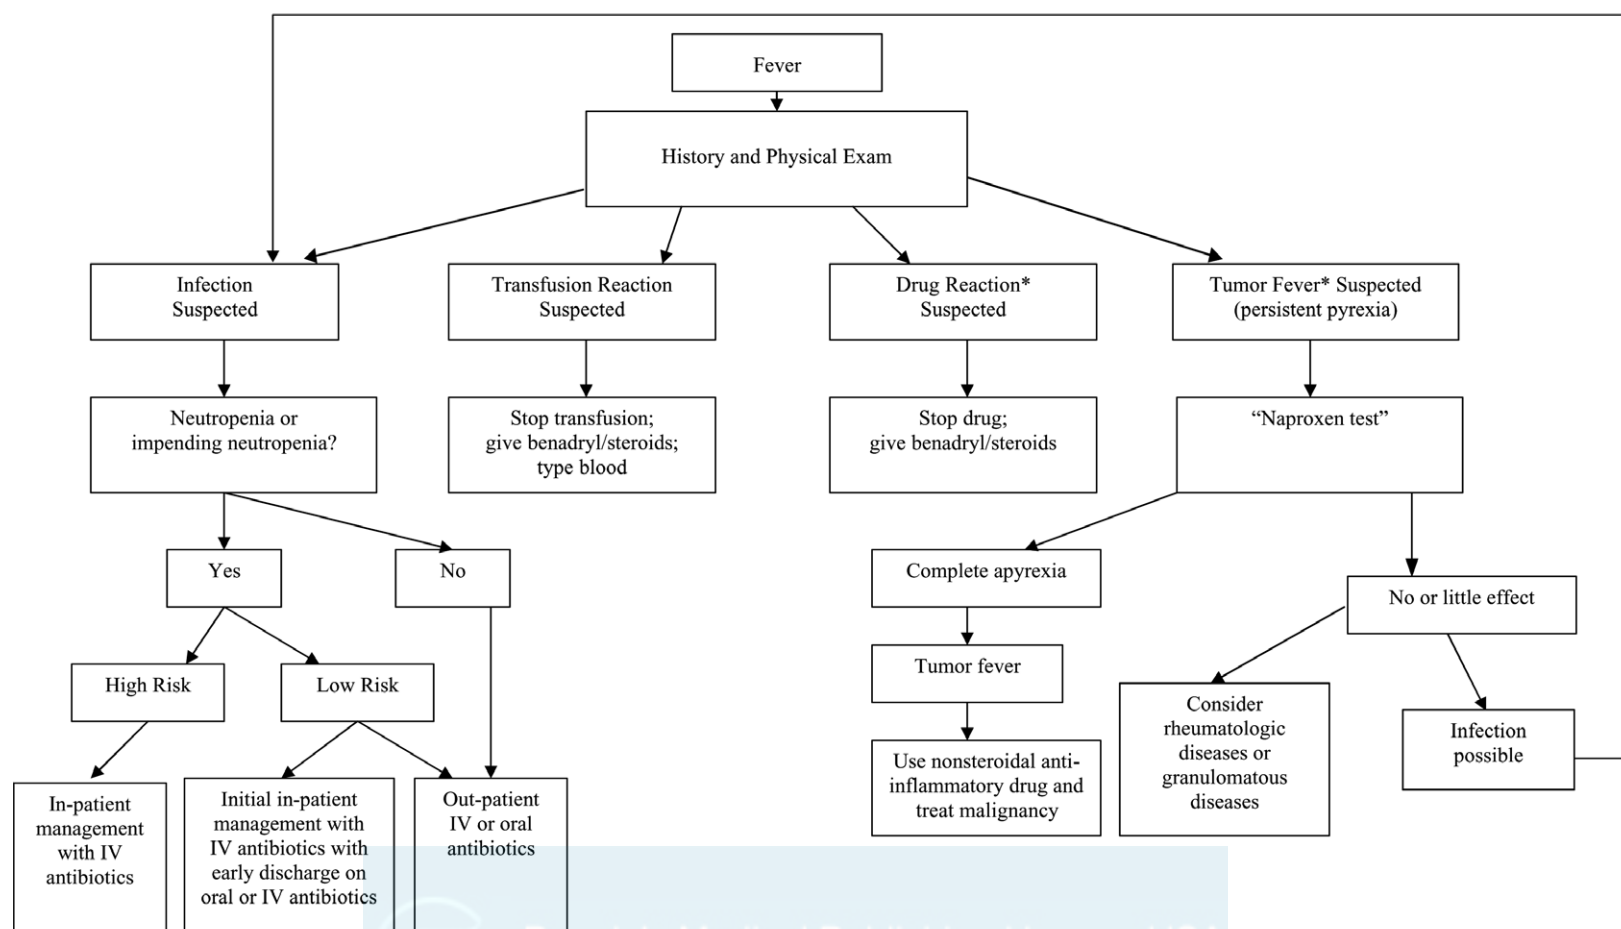 Fever
History and Physical Exam
Infection
Suspected
Transfusion Reaction
Suspected
Drug Reaction*
Suspected
Tumor Fever* Suspected
(persistent pyrexia)
Neutropenia or
impending neutropenia?
Stop transfusion;
give benadryl/steroids;
type blood
Stop drug;
give benadryl/steroids
“Naproxen test”
Yes
No
Complete apyrexia
No or little effect
High Risk
Low Risk
Tumor fever
Consider
rheumatologic
diseases or
granulomatous
diseases
Infection
possible
In-patient
management
with IV
antibiotics
Initial in-patient
management with
IV antibiotics with
early discharge on
oral or IV antibiotics
Out-patient
IV or oral
antibiotics
Use nonsteroidal anti-
inflammatory drug and
treat malignancy